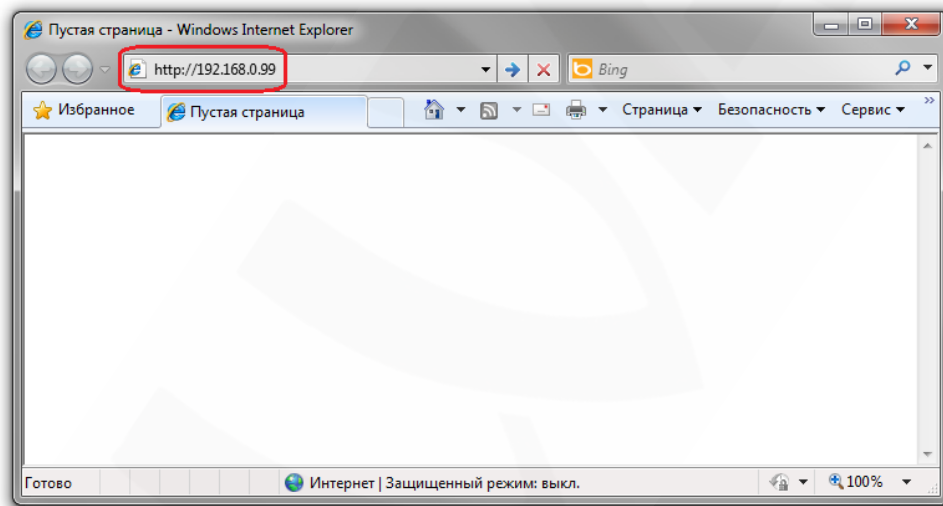 Пустая страница - Windows Internet Explorer
http://192.168.0.99
Bing
Избранное
Пустая страница
Страница
Безопасность
Сервис
Готово
Интернет | Защищенный режим: выкл.
100%